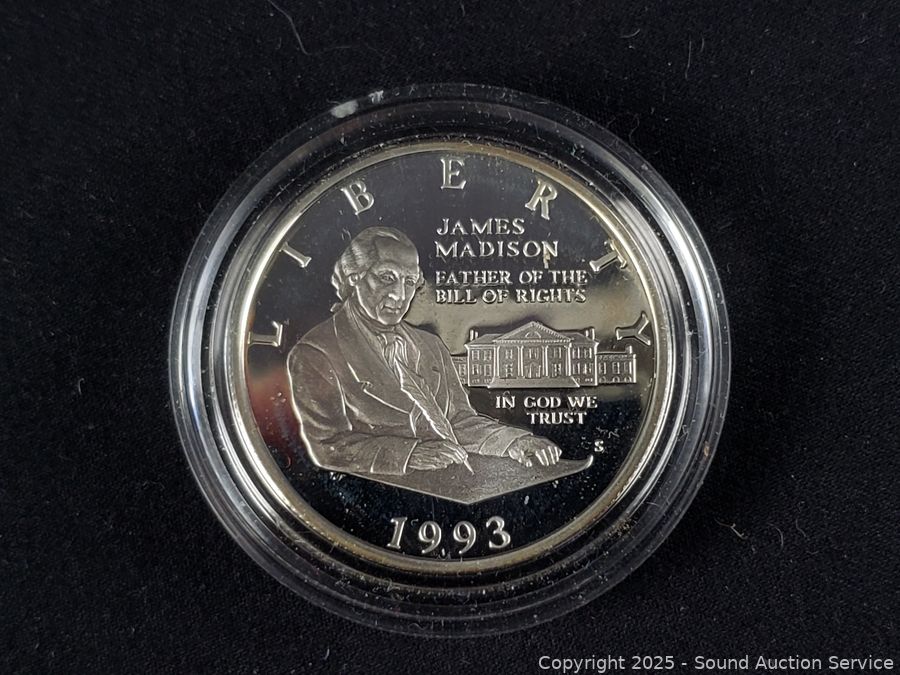 LIBERTY
JAMES
MADISON
FATHER OF THE
BILL OF RIGHTS
IN GOD WE
TRUST
S
1993
Copyright 2025 - Sound Auction Service